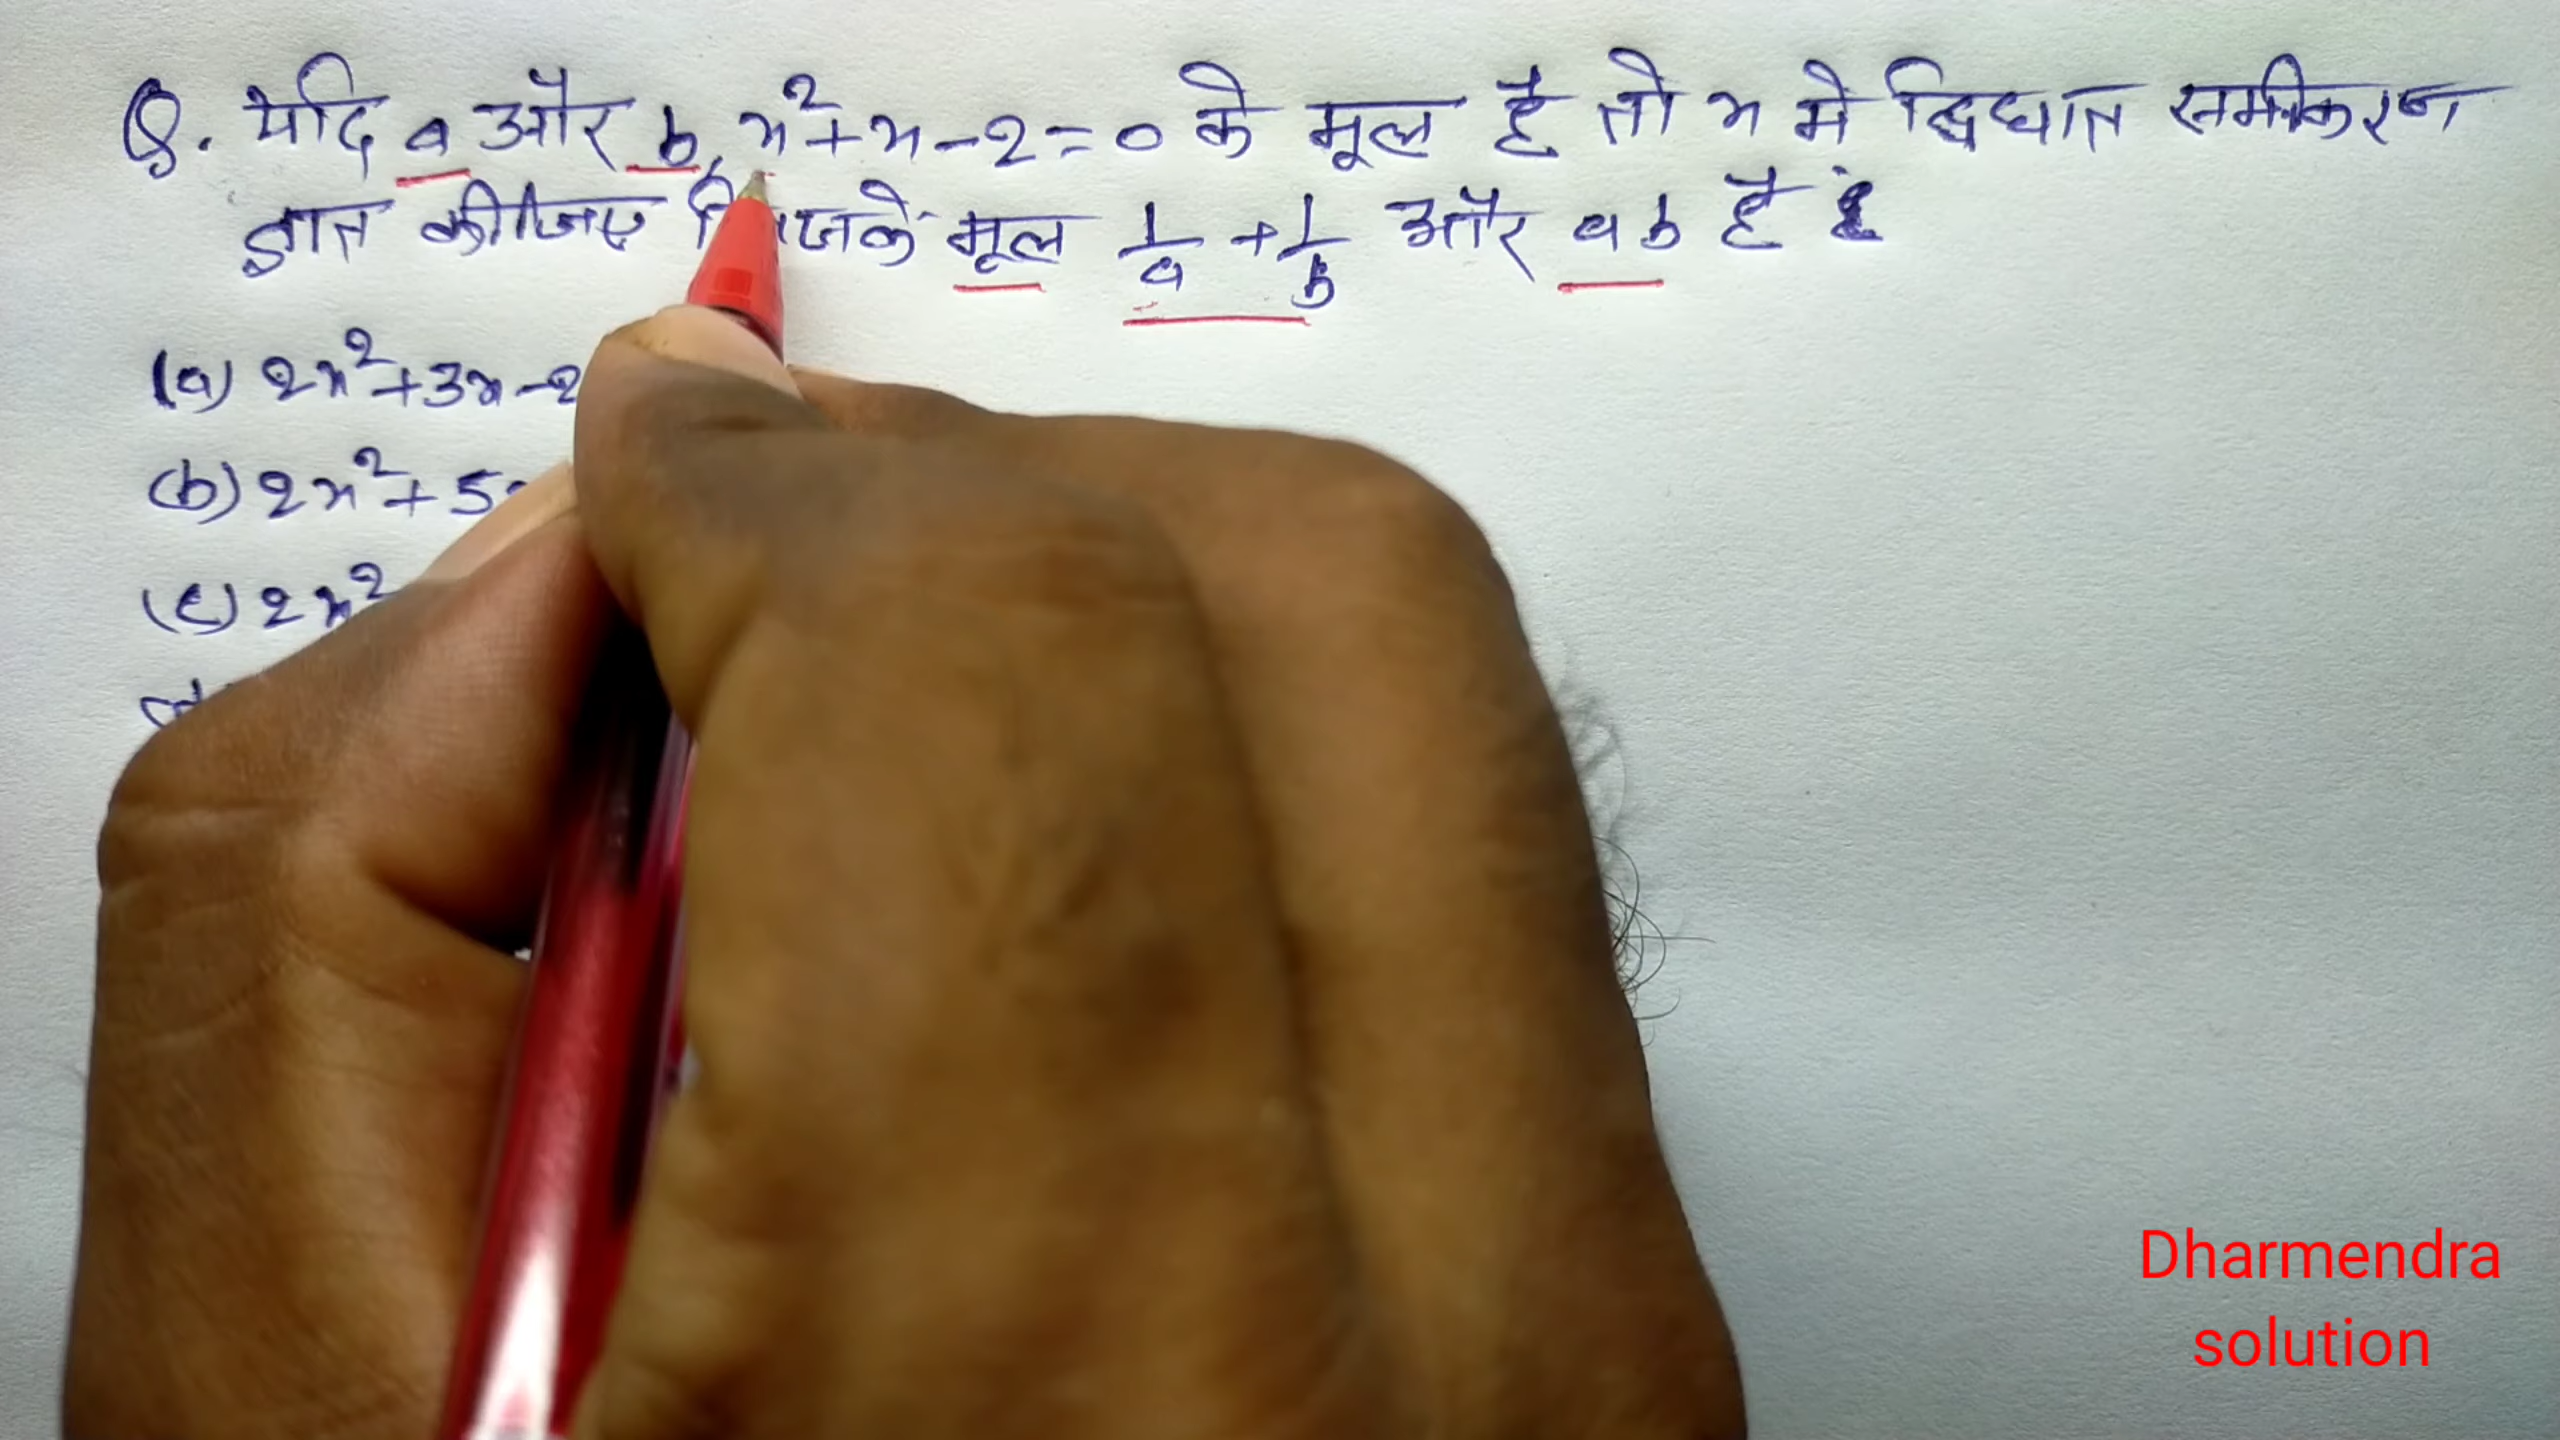 Q. यदि a और b, x²+x-2=0 के मूल है तो x मे द्विघात समीकरण
ज्ञात कीजिए जिसके मूल 1/a + 1/b और ab है
(a) 2x²+3x-2
(b) 2x²+5
(c) 2x²
Dharmendra
solution